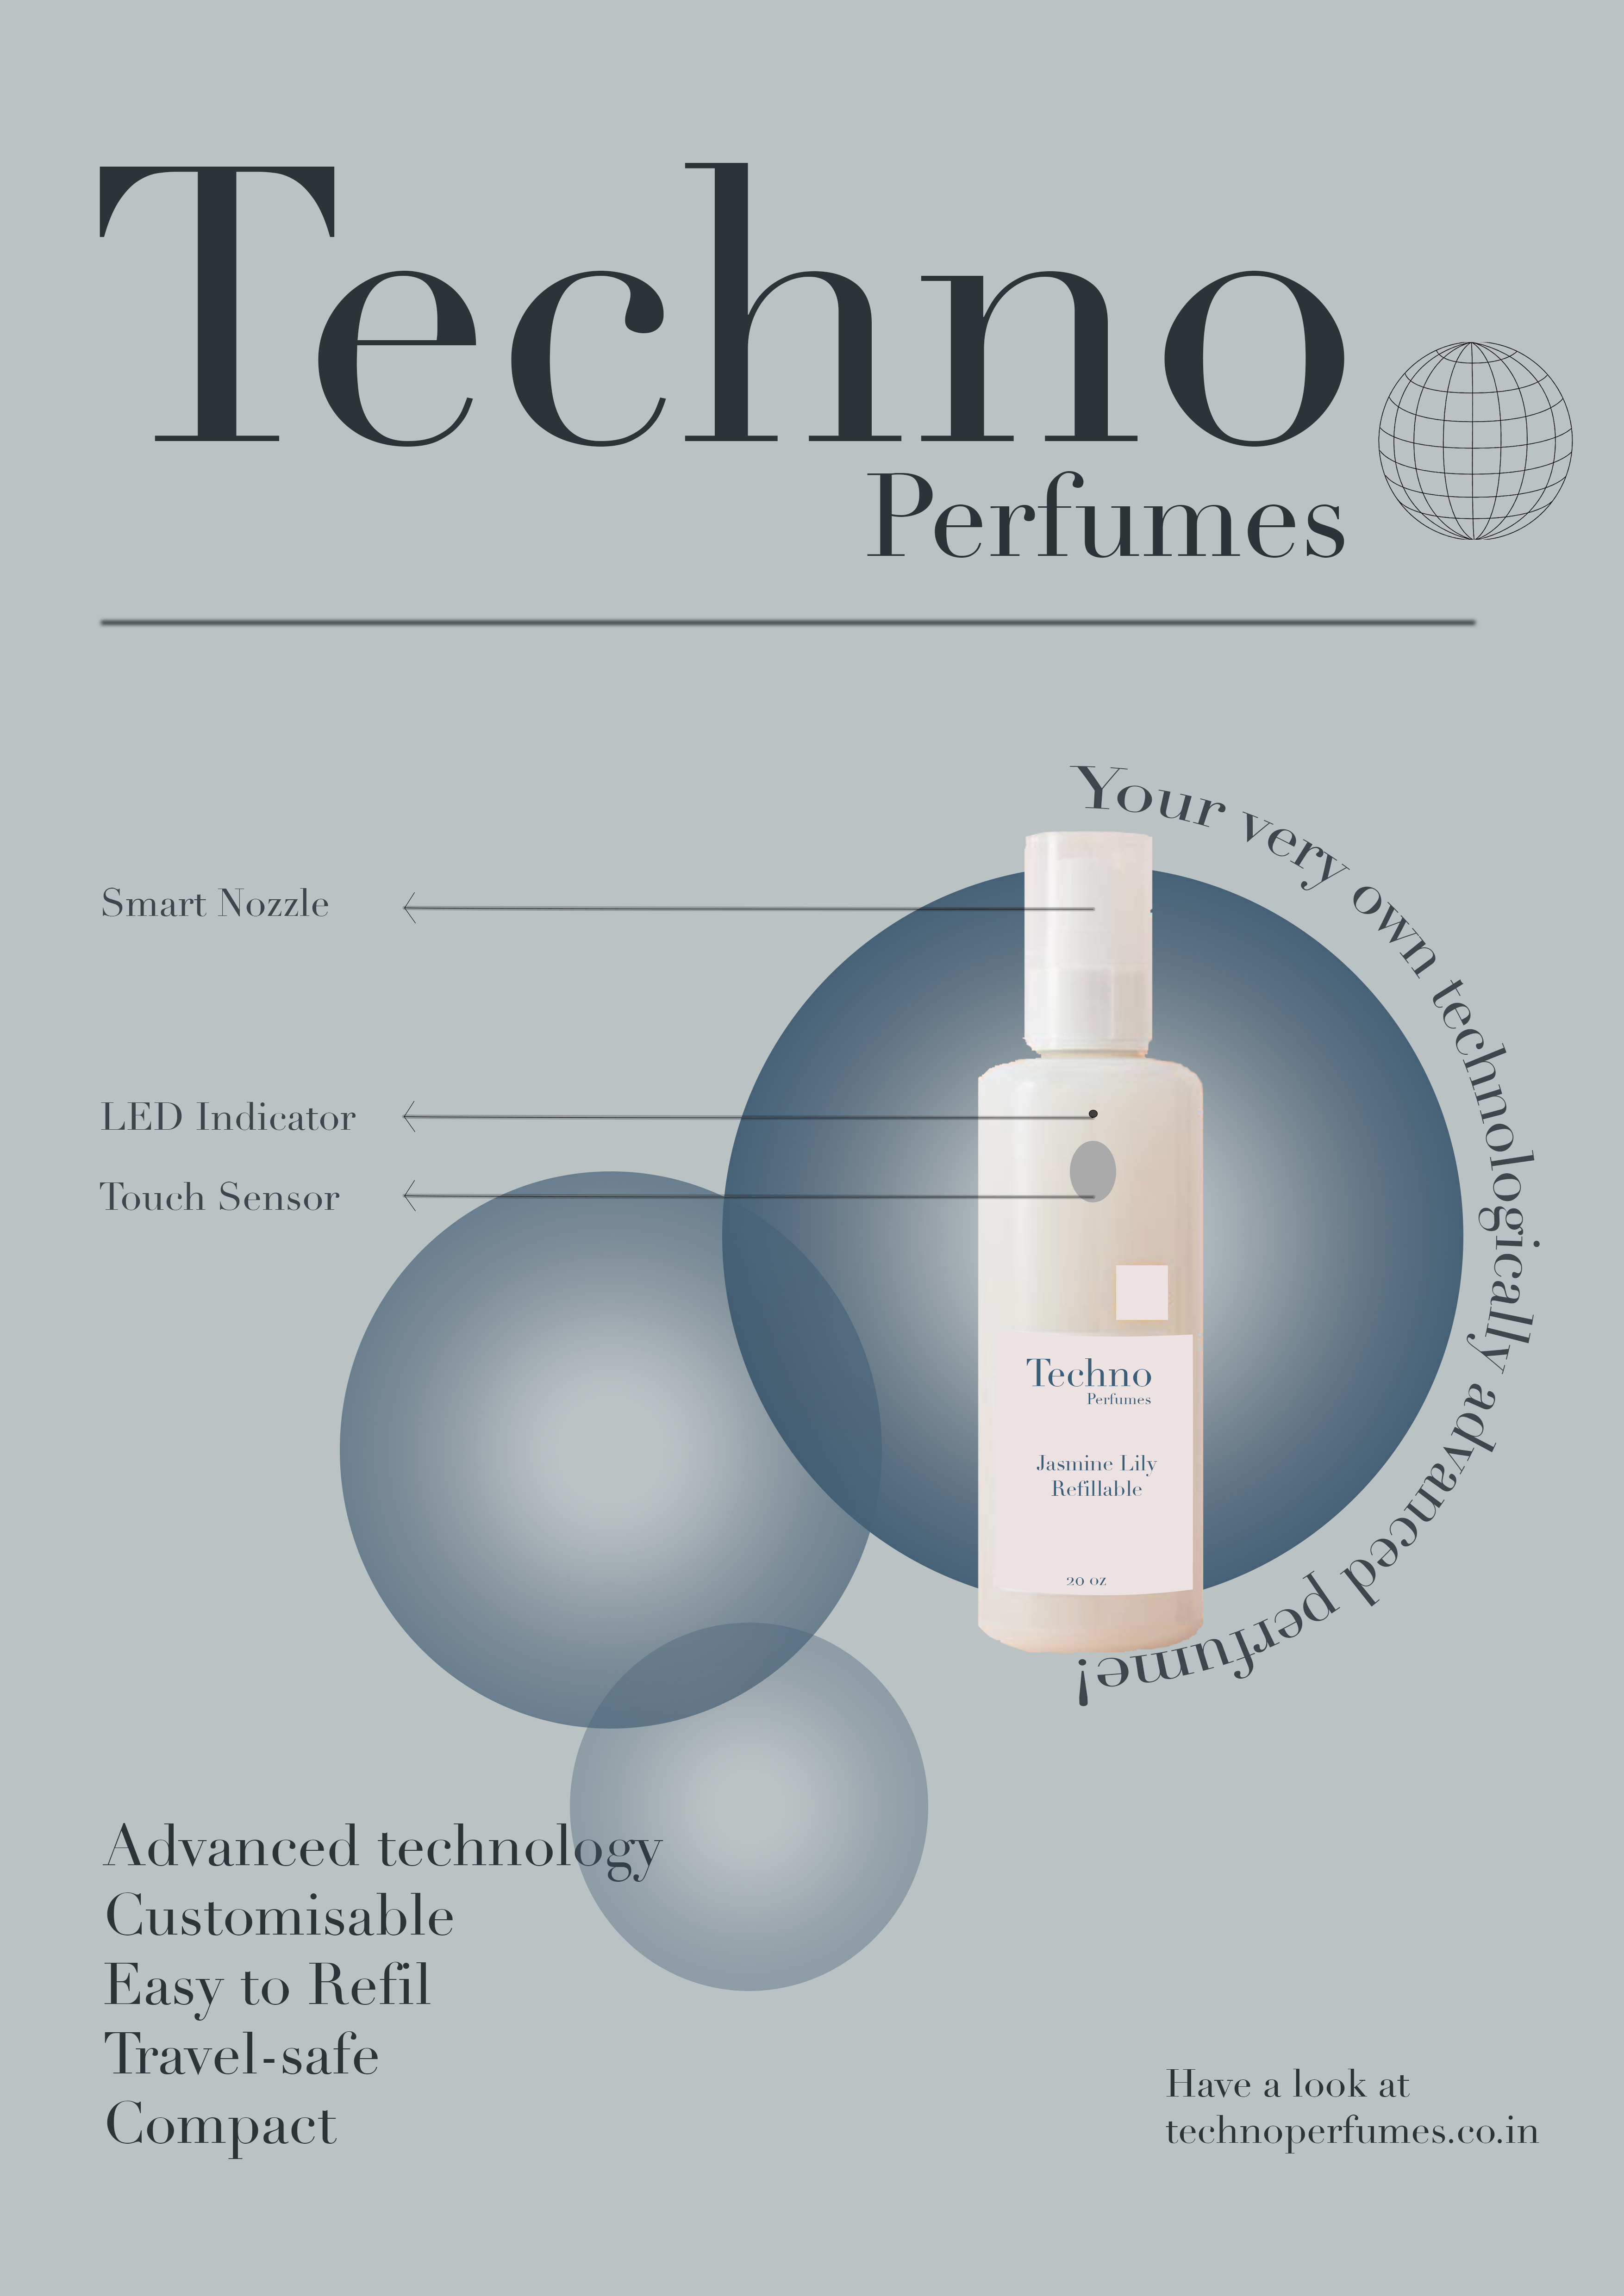 Techno
Perfumes
Your very own technologically advanced perfume!
Smart Nozzle
LED Indicator
Touch Sensor
Techno
Perfumes
Jasmine Lily
Refillable
20 oz
Advanced technology
Customisable
Easy to Refil
Travel-safe
Compact
Have a look at
technoperfumes.co.in